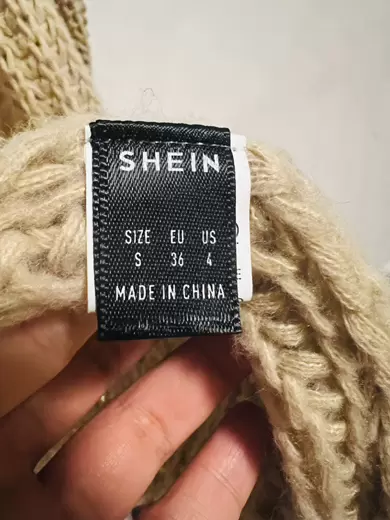 SHEIN
SIZE EU US
S 36 4
MADE IN CHINA